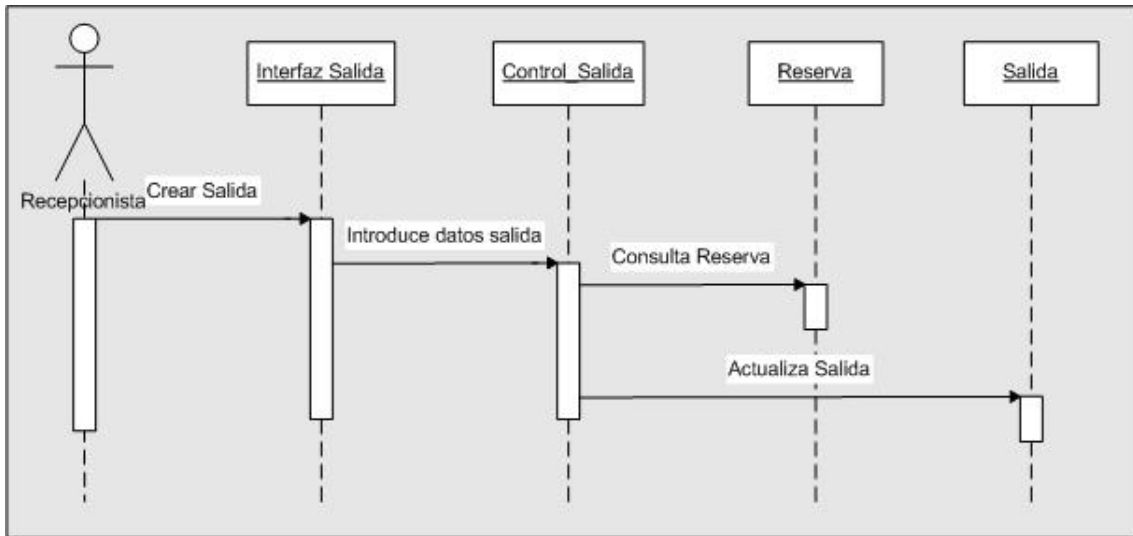 Interfaz Salida
Control_Salida
Reserva
Salida
Recepcionista
Crear Salida
Introduce datos salida
Consulta Reserva
Actualiza Salida